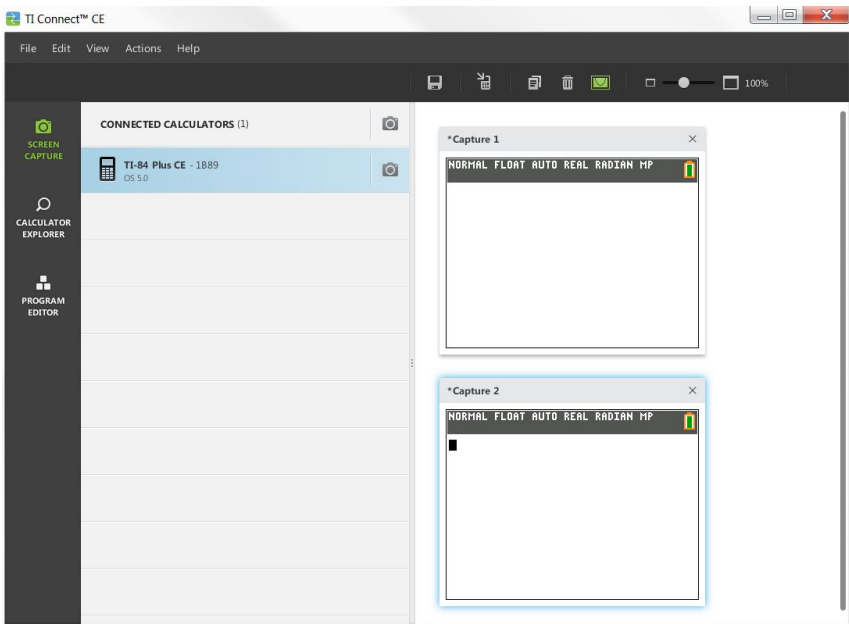 TI Connect™ CE
File Edit View Actions Help
100%
SCREEN
CAPTURE
CALCULATOR
EXPLORER
PROGRAM
EDITOR
CONNECTED CALCULATORS (1)
TI-84 Plus CE - 1B89
OS 5.0
*Capture 1
NORMAL FLOAT AUTO REAL RADIAN MP
*Capture 2
NORMAL FLOAT AUTO REAL RADIAN MP